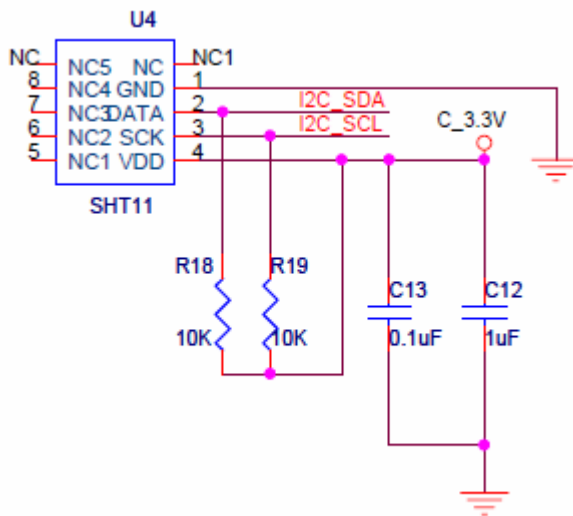 U4
NC NC5 NC NC1
8 NC4 GND 1
7 NC3 DATA 2 I2C_SDA
6 NC2 SCK 3 I2C_SCL C_3.3V
5 NC1 VDD 4
SHT11
R18 R19
C13 C12
10K 10K 0.1uF 1uF